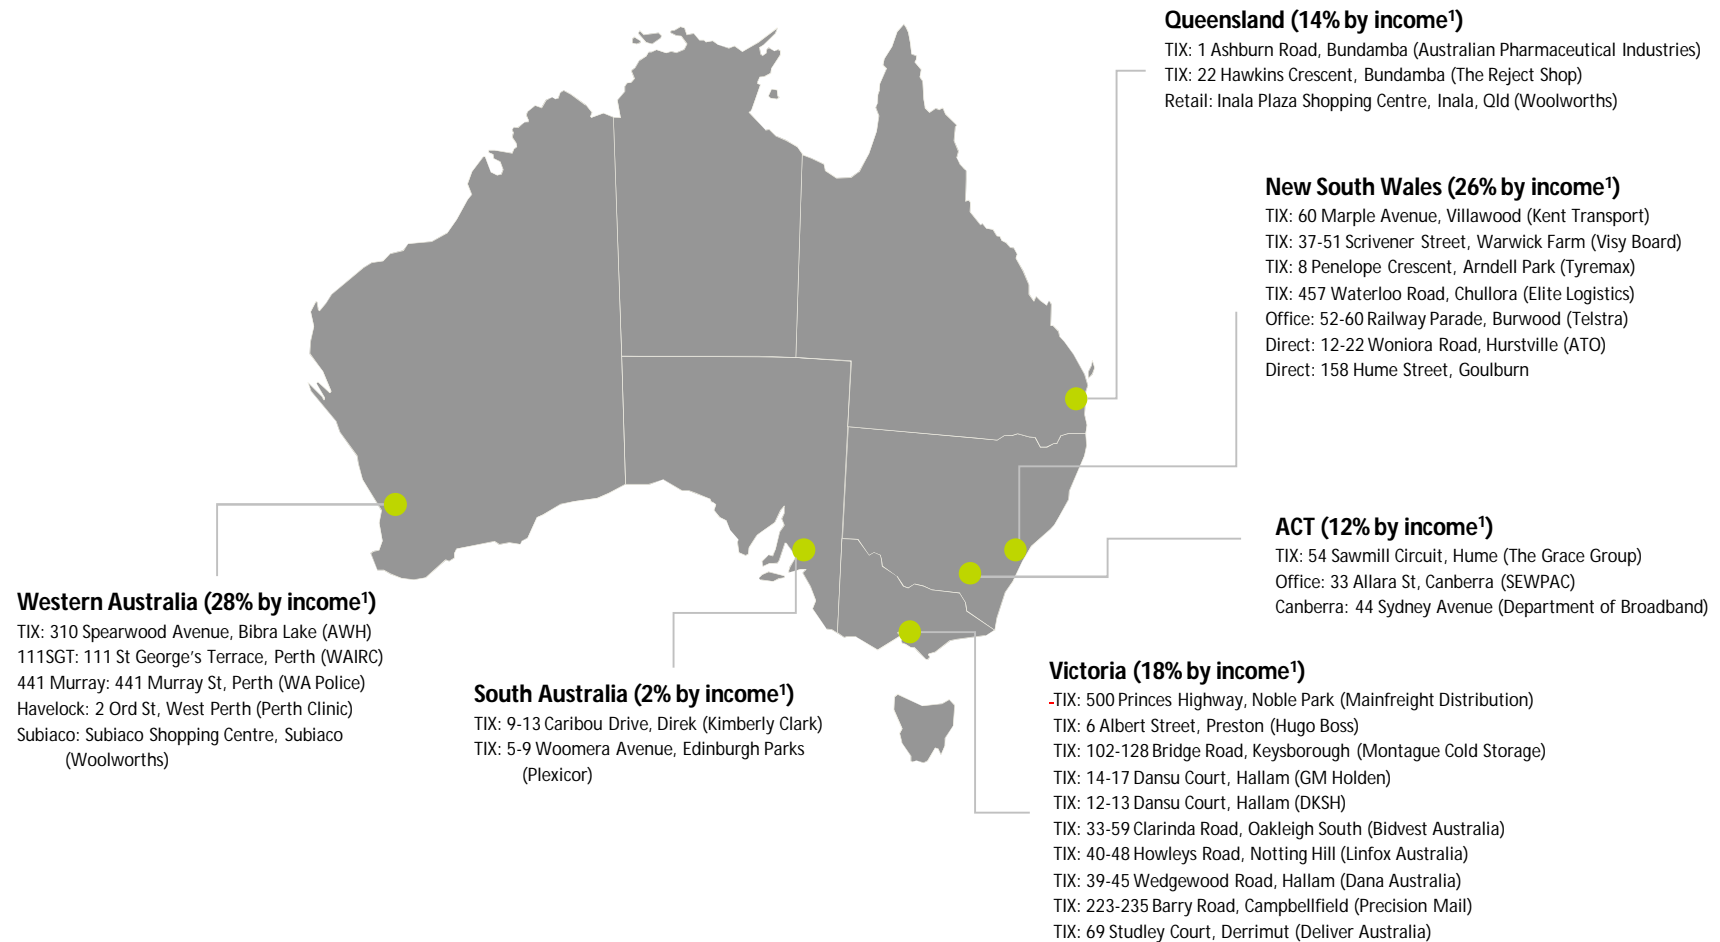 Queensland (14% by income¹)
TIX: 1 Ashburn Road, Bundamba (Australian Pharmaceutical Industries)
TIX: 22 Hawkins Crescent, Bundamba (The Reject Shop)
Retail: Inala Plaza Shopping Centre, Inala, Qld (Woolworths)
New South Wales (26% by income¹)
TIX: 60 Marple Avenue, Villawood (Kent Transport)
TIX: 37-51 Scrivener Street, Warwick Farm (Visy Board)
TIX: 8 Penelope Crescent, Arndell Park (Tyremax)
TIX: 457 Waterloo Road, Chullora (Elite Logistics)
Office: 52-60 Railway Parade, Burwood (Telstra)
Direct: 12-22 Woniora Road, Hurstville (ATO)
Direct: 158 Hume Street, Goulburn
ACT (12% by income¹)
TIX: 54 Sawmill Circuit, Hume (The Grace Group)
Office: 33 Allara St, Canberra (SEWPAC)
Canberra: 44 Sydney Avenue (Department of Broadband)
Western Australia (28% by income¹)
TIX: 310 Spearwood Avenue, Bibra Lake (AWH)
111SGT: 111 St George's Terrace, Perth (WAIRC)
441 Murray: 441 Murray St, Perth (WA Police)
Havelock: 2 Ord St, West Perth (Perth Clinic)
Subiaco: Subiaco Shopping Centre, Subiaco
(Woolworths)
South Australia (2% by income¹)
TIX: 9-13 Caribou Drive, Direk (Kimberly Clark)
TIX: 5-9 Woomera Avenue, Edinburgh Parks
(Plexicor)
Victoria (18% by income¹)
-TIX: 500 Princes Highway, Noble Park (Mainfreight Distribution)
TIX: 6 Albert Street, Preston (Hugo Boss)
TIX: 102-128 Bridge Road, Keysborough (Montague Cold Storage)
TIX: 14-17 Dansu Court, Hallam (GM Holden)
TIX: 12-13 Dansu Court, Hallam (DKSH)
TIX: 33-59 Clarinda Road, Oakleigh South (Bidvest Australia)
TIX: 40-48 Howleys Road, Notting Hill (Linfox Australia)
TIX: 39-45 Wedgewood Road, Hallam (Dana Australia)
TIX: 223-235 Barry Road, Campbellfield (Precision Mail)
TIX: 69 Studley Court, Derrimut (Deliver Australia)